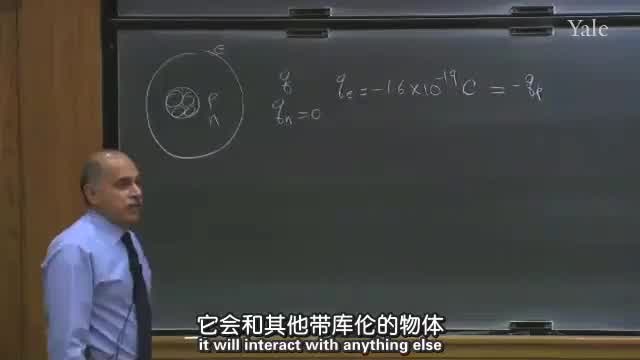 Yale
e
p
n
q
q_e = -1.6 × 10^-19 C = -q_p
q_n = 0
它会和其他带库伦的物体
it will interact with anything else